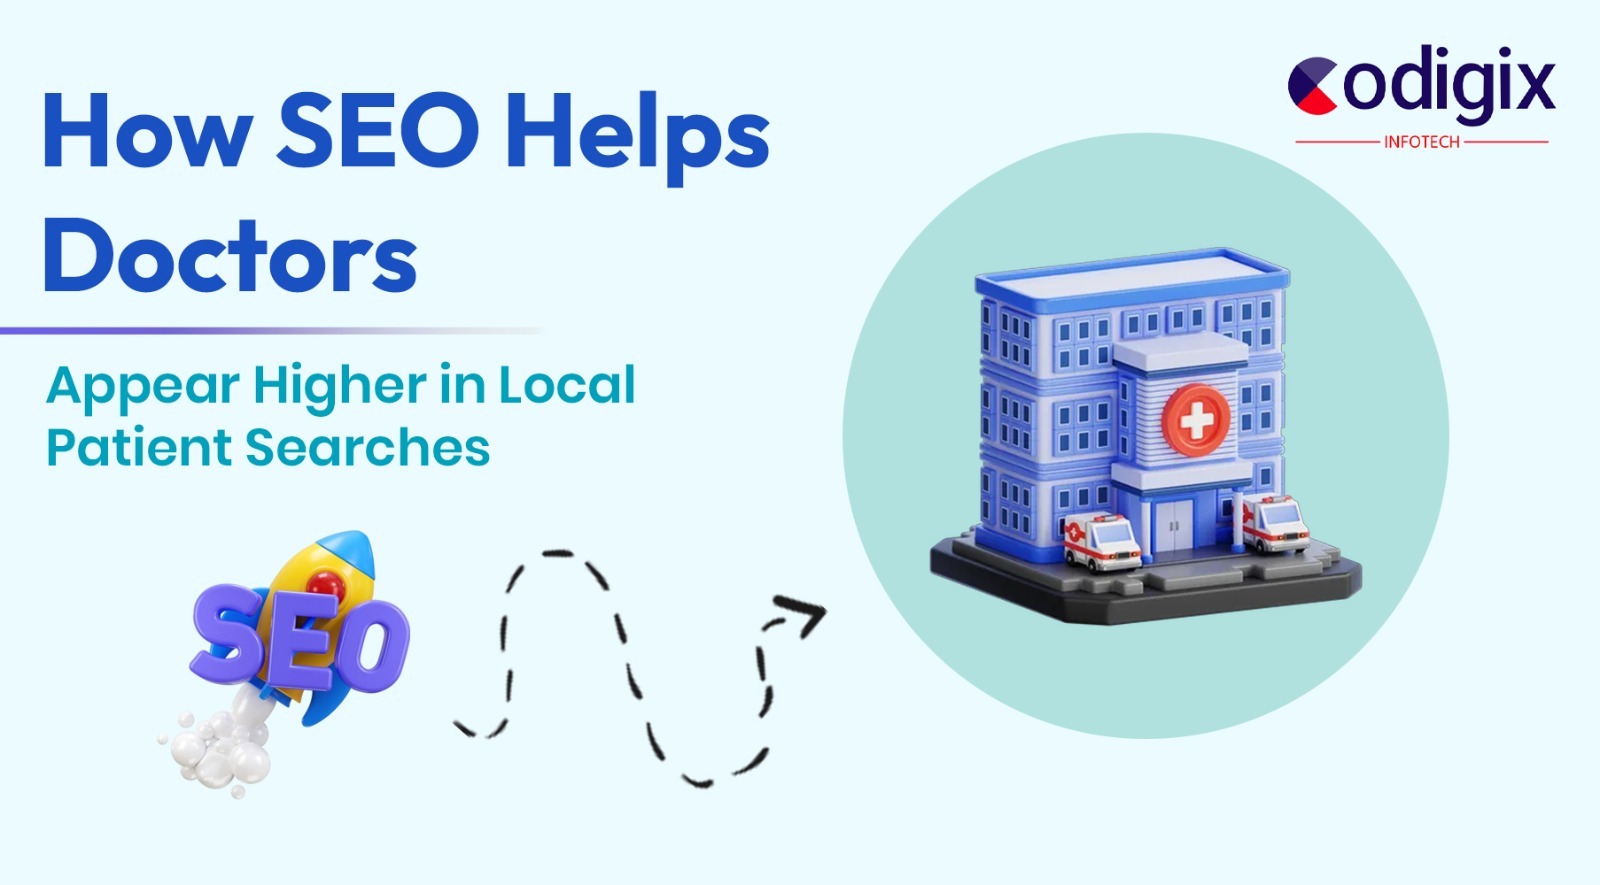 How SEO Helps
Doctors
Appear Higher in Local
Patient Searches
SEO
Codigix
INFOTECH